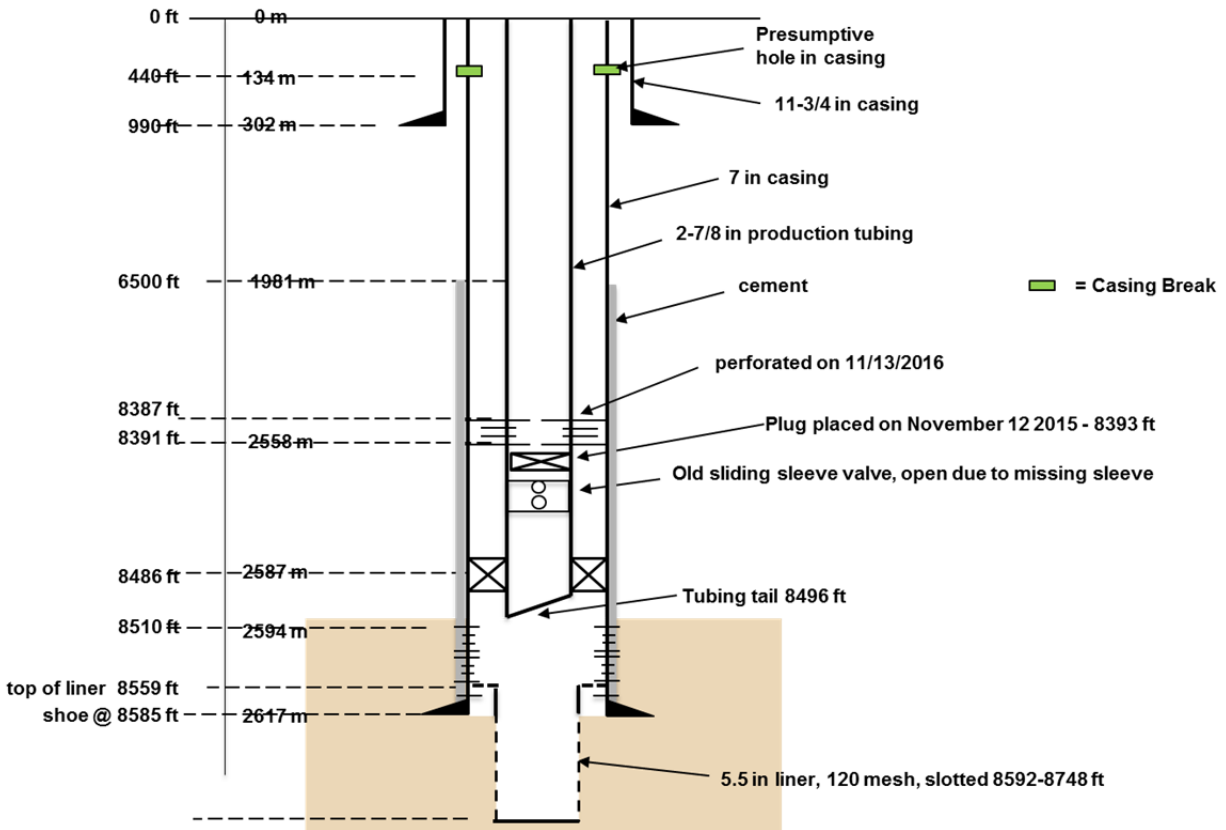 0 ft 0 m
Presumptive
hole in casing
440 ft 134 m
11-3/4 in casing
990 ft 302 m
7 in casing
2-7/8 in production tubing
6500 ft 1981 m
cement
= Casing Break
perforated on 11/13/2016
8387 ft
Plug placed on November 12 2015 - 8393 ft
8391 ft 2558 m
Old sliding sleeve valve, open due to missing sleeve
8486 ft 2587 m
Tubing tail 8496 ft
8510 ft 2594 m
top of liner 8559 ft
shoe @ 8585 ft 2617 m
5.5 in liner, 120 mesh, slotted 8592-8748 ft